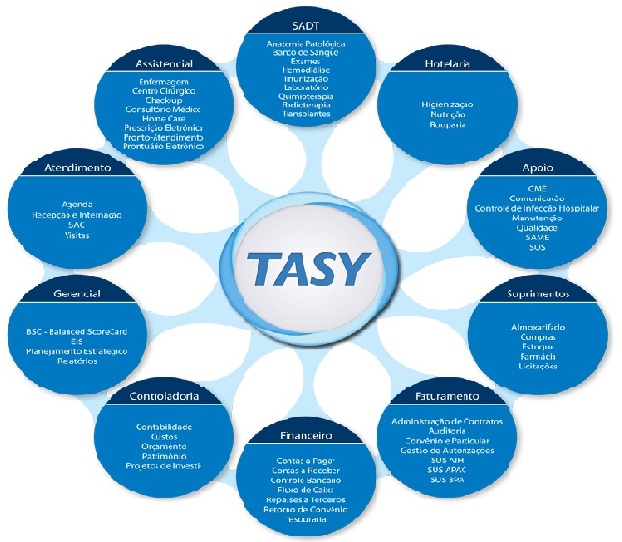 SADT
Anatomia Patológica
Banco de Sangue
Exames
Hemodiálise
Imunização
Laboratório
Quimioterapia
Radioterapia
Transplantes
Hotelaria
Higienização
Nutrição
Rouparia
Apoio
CME
Comunicação
Controle de Infecção Hospitalar
Manutenção
Qualidade
SAME
SOS
Suprimentos
Almoxarifado
Compras
Estoque
Farmácia
Licitações
Faturamento
Administração de Contratos
Auditoria
Convênio e Particular
Gestão de Autorizações
SUS AIH
SUS APAC
SUS BPA
Financeiro
Contas a Pagar
Contas a Receber
Controle Bancário
Fluxo de Caixa
Repasses a Terceiros
Retorno de Convênio
Tesouraria
Controladoria
Contabilidade
Custos
Orçamento
Patrimônio
Projetos de Investi
Gerencial
BSC - Balanced ScoreCard
EIS
Planejamento Estratégico
Relatórios
Atendimento
Agenda
Recepção e Internação
SAC
Visitas
Assistencial
Enfermagem
Centro Cirúrgico
Check-up
Consultório Médico
Home Care
Prescrição Eletrônica
Pronto-Atendimento
Prontuário Eletrônico
TASY